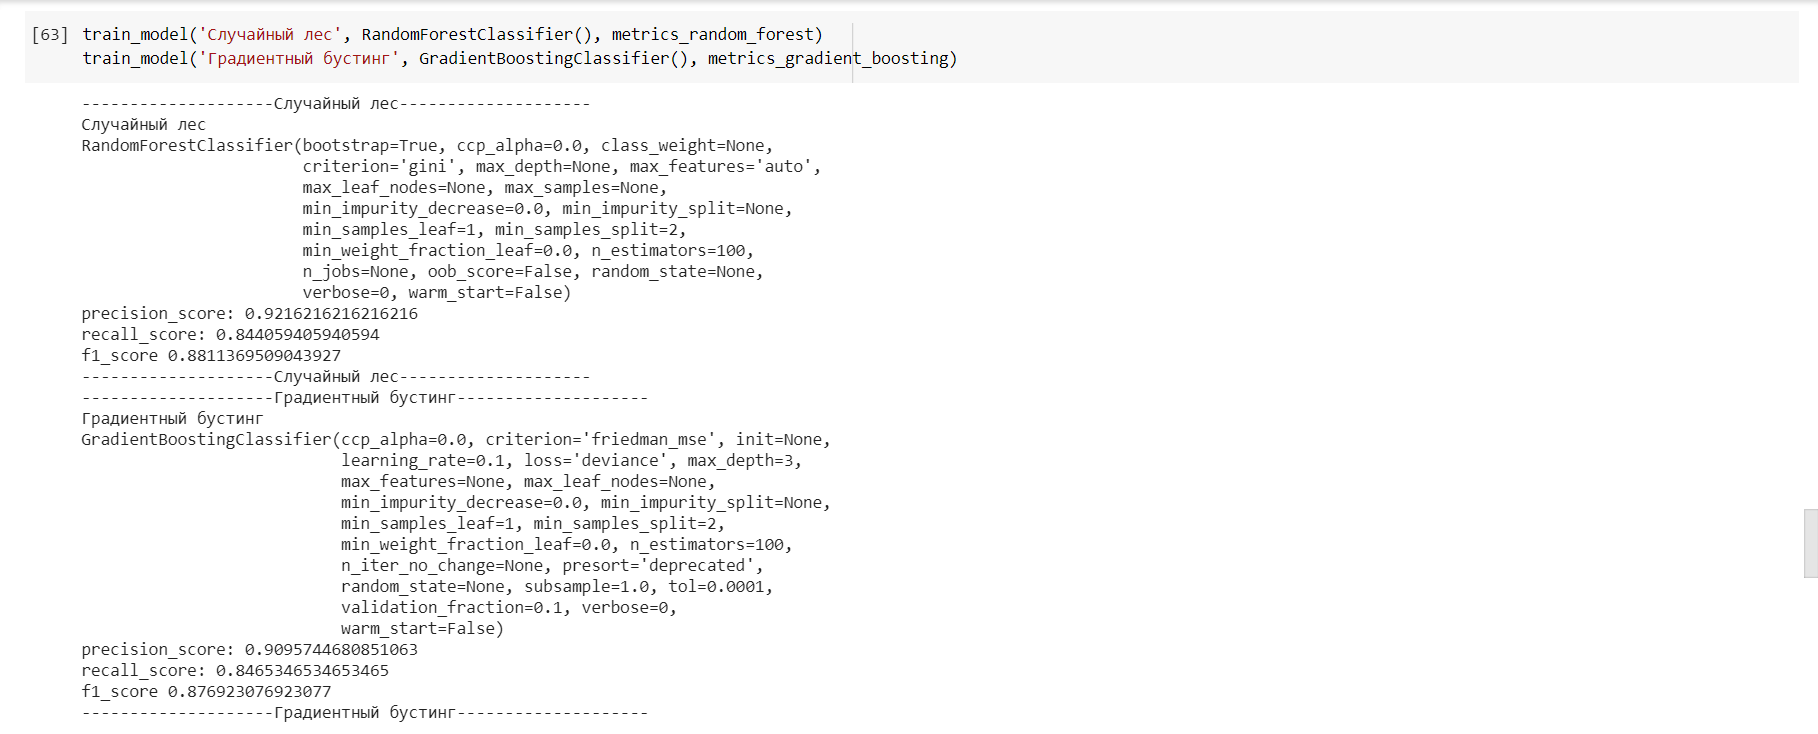 [63] train_model('Случайный лес', RandomForestClassifier(), metrics_random_forest)
train_model('Градиентный бустинг', GradientBoostingClassifier(), metrics_gradient_boosting)
--------------------Случайный лес--------------------
Случайный лес
RandomForestClassifier(bootstrap=True, ccp_alpha=0.0, class_weight=None,
criterion='gini', max_depth=None, max_features='auto',
max_leaf_nodes=None, max_samples=None,
min_impurity_decrease=0.0, min_impurity_split=None,
min_samples_leaf=1, min_samples_split=2,
min_weight_fraction_leaf=0.0, n_estimators=100,
n_jobs=None, oob_score=False, random_state=None,
verbose=0, warm_start=False)
precision_score: 0.9216216216216216
recall_score: 0.844059405940594
f1_score 0.8811369509043927
--------------------Случайный лес--------------------
--------------------Градиентный бустинг--------------------
Градиентный бустинг
GradientBoostingClassifier(ccp_alpha=0.0, criterion='friedman_mse', init=None,
learning_rate=0.1, loss='deviance', max_depth=3,
max_features=None, max_leaf_nodes=None,
min_impurity_decrease=0.0, min_impurity_split=None,
min_samples_leaf=1, min_samples_split=2,
min_weight_fraction_leaf=0.0, n_estimators=100,
n_iter_no_change=None, presort='deprecated',
random_state=None, subsample=1.0, tol=0.0001,
validation_fraction=0.1, verbose=0,
warm_start=False)
precision_score: 0.9095744680851063
recall_score: 0.8465346534653465
f1_score 0.876923076923077
--------------------Градиентный бустинг--------------------